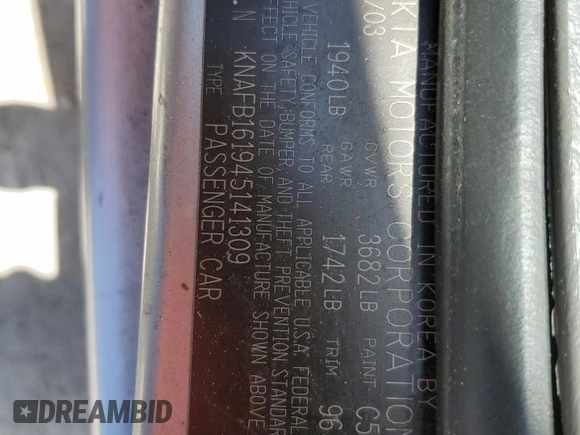 MANUFACTURED IN KOREA BY
KIA MOTORS CORPORATION
/03 GVWR 3682LB PAINT C5
1940LB GAWR REAR 1742LB TRIM 96
VEHICLE CONFORMS TO ALL APPLICABLE U.S.A. FEDERAL
VEHICLE SAFETY, BUMPER, AND THEFT PREVENTION STANDAR
EFFECT ON THE DATE OF MANUFACTURE SHOWN ABOVE
.N KNAFB161945141309
TYPE PASSENGER CAR
DREAMBID